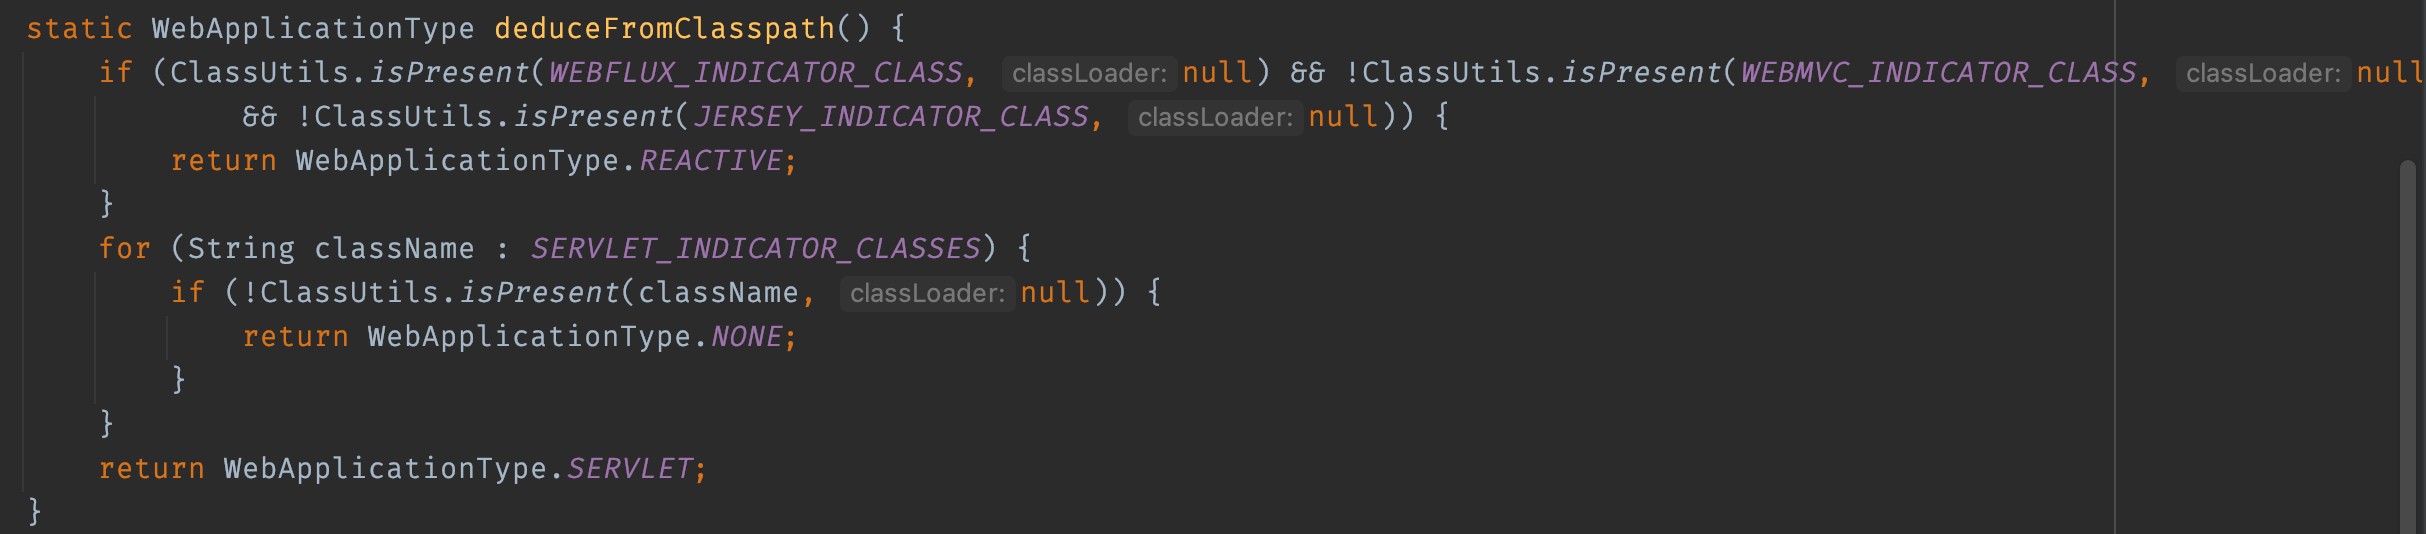 static WebApplicationType deduceFromClasspath() {
if (ClassUtils.isPresent(WEBFLUX_INDICATOR_CLASS, classLoader: null) && !ClassUtils.isPresent(WEBMVC_INDICATOR_CLASS, classLoader: null
&& !ClassUtils.isPresent(JERSEY_INDICATOR_CLASS, classLoader: null)) {
return WebApplicationType.REACTIVE;
}
for (String className : SERVLET_INDICATOR_CLASSES) {
if (!ClassUtils.isPresent(className, classLoader: null)) {
return WebApplicationType.NONE;
}
}
return WebApplicationType.SERVLET;
}